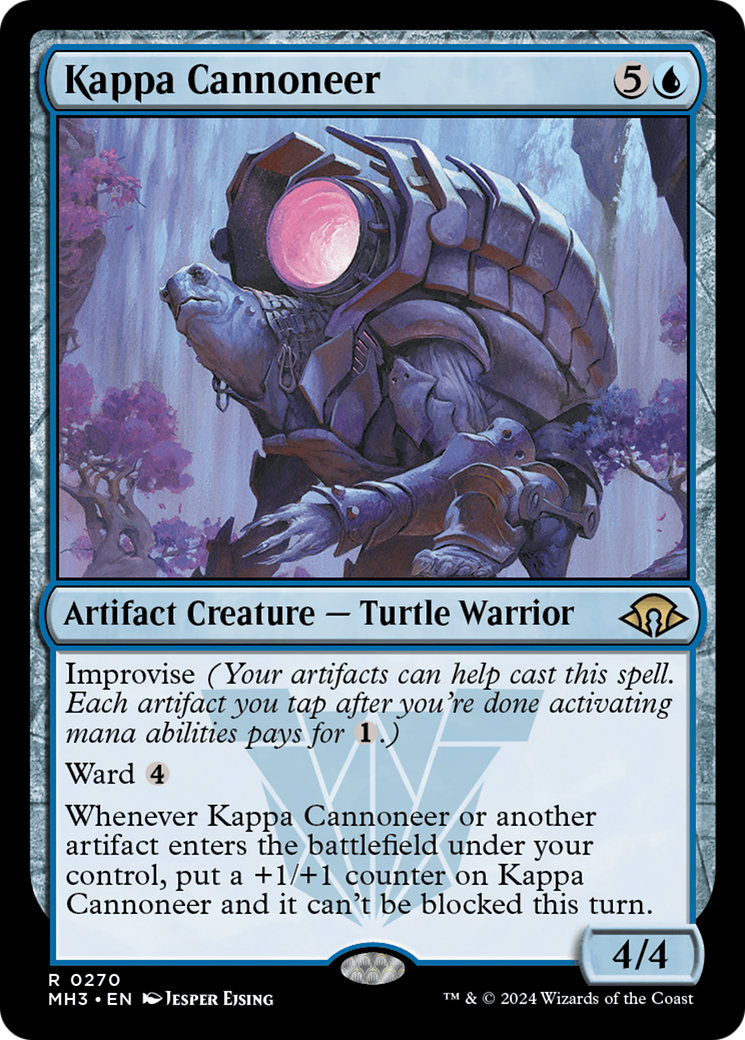 Kappa Cannoneer 5
Artifact Creature — Turtle Warrior
Improvise (Your artifacts can help cast this spell.
Each artifact you tap after you're done activating
mana abilities pays for 1.)
Ward 4
Whenever Kappa Cannoneer or another
artifact enters the battlefield under your
control, put a +1/+1 counter on Kappa
Cannoneer and it can't be blocked this turn.
4/4
R 0270
MH3 • EN Jesper Ejsing
™ & © 2024 Wizards of the Coast